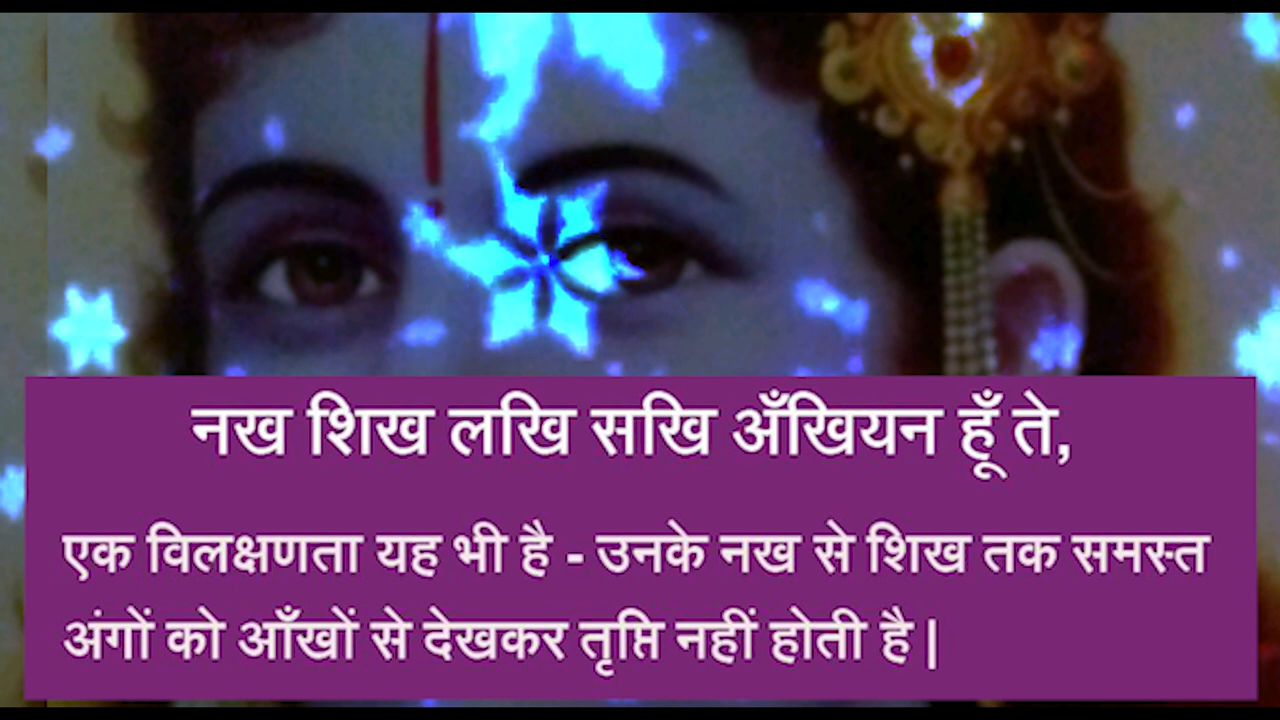 नख शिख लखि सखि अँखियन हूँ ते,
एक विलक्षणता यह भी है - उनके नख से शिख तक समस्त
अंगों को आँखों से देखकर तृप्ति नहीं होती है |